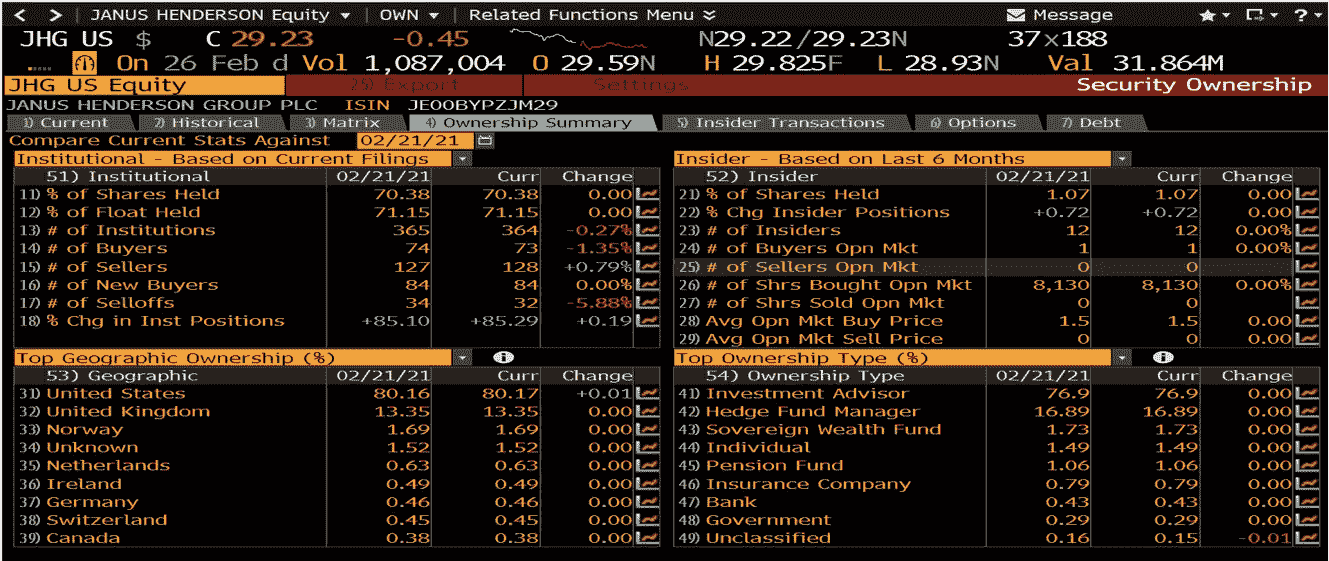 JANUS HENDERSON Equity OWN Related Functions Menu Message ?
JHG US $ C 29.23 -0.45 N29.22/29.23N 37×188
On 26 Feb d Vol 1,087,004 O 29.59N H 29.825F L 28.93N Val 31.864M
JHG US Equity 25) Export Settings Security Ownership
JANUS HENDERSON GROUP PLC ISIN JE00BYPZJM29
1) Current 2) Historical 3) Matrix 4) Ownership Summary 5) Insider Transactions 6) Options 7) Debt
Compare Current Stats Against 02/21/21
Institutional - Based on Current Filings
51) Institutional 02/21/21 Curr Change
11) % of Shares Held 70.38 70.38 0.00
12) % of Float Held 71.15 71.15 0.00
13) # of Institutions 365 364 -0.27%
14) # of Buyers 74 73 -1.35%
15) # of Sellers 127 128 +0.79%
16) # of New Buyers 84 84 0.00%
17) # of Selloffs 34 32 -5.88%
18) % Chg in Inst Positions +85.10 +85.29 +0.19
Insider - Based on Last 6 Months
52) Insider 02/21/21 Curr Change
21) % of Shares Held 1.07 1.07 0.00
22) % Chg Insider Positions +0.72 +0.72 0.00
23) # of Insiders 12 12 0.00%
24) # of Buyers Opn Mkt 1 1 0.00%
25) # of Sellers Opn Mkt 0 0
26) # of Shrs Bought Opn Mkt 8,130 8,130 0.00%
27) # of Shrs Sold Opn Mkt 0 0
28) Avg Opn Mkt Buy Price 1.5 1.5 0.00
29) Avg Opn Mkt Sell Price 0 0 0.00
Top Geographic Ownership (%)
53) Geographic 02/21/21 Curr Change
31) United States 80.16 80.17 +0.01
32) United Kingdom 13.35 13.35 0.00
33) Norway 1.69 1.69 0.00
34) Unknown 1.52 1.52 0.00
35) Netherlands 0.63 0.63 0.00
36) Ireland 0.49 0.49 0.00
37) Germany 0.46 0.46 0.00
38) Switzerland 0.45 0.45 0.00
39) Canada 0.38 0.38 0.00
Top Ownership Type (%)
54) Ownership Type 02/21/21 Curr Change
41) Investment Advisor 76.9 76.9 0.00
42) Hedge Fund Manager 16.89 16.89 0.00
43) Sovereign Wealth Fund 1.73 1.73 0.00
44) Individual 1.49 1.49 0.00
45) Pension Fund 1.06 1.06 0.00
46) Insurance Company 0.79 0.79 0.00
47) Bank 0.43 0.43 0.00
48) Government 0.29 0.29 0.00
49) Unclassified 0.16 0.15 -0.01